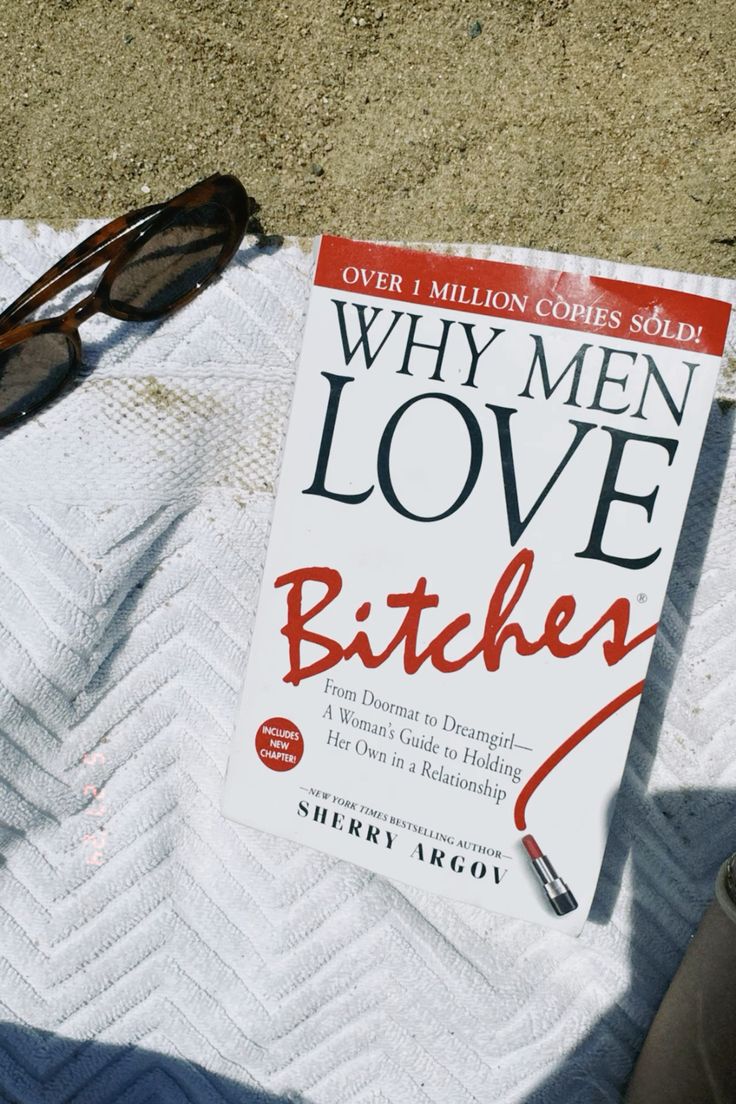 OVER 1 MILLION COPIES SOLD!
WHY MEN
LOVE
Bitches®
From Doormat to Dreamgirl—
A Woman's Guide to Holding
Her Own in a Relationship
INCLUDES
NEW
CHAPTER!
—NEW YORK TIMES BESTSELLING AUTHOR—
SHERRY ARGOV